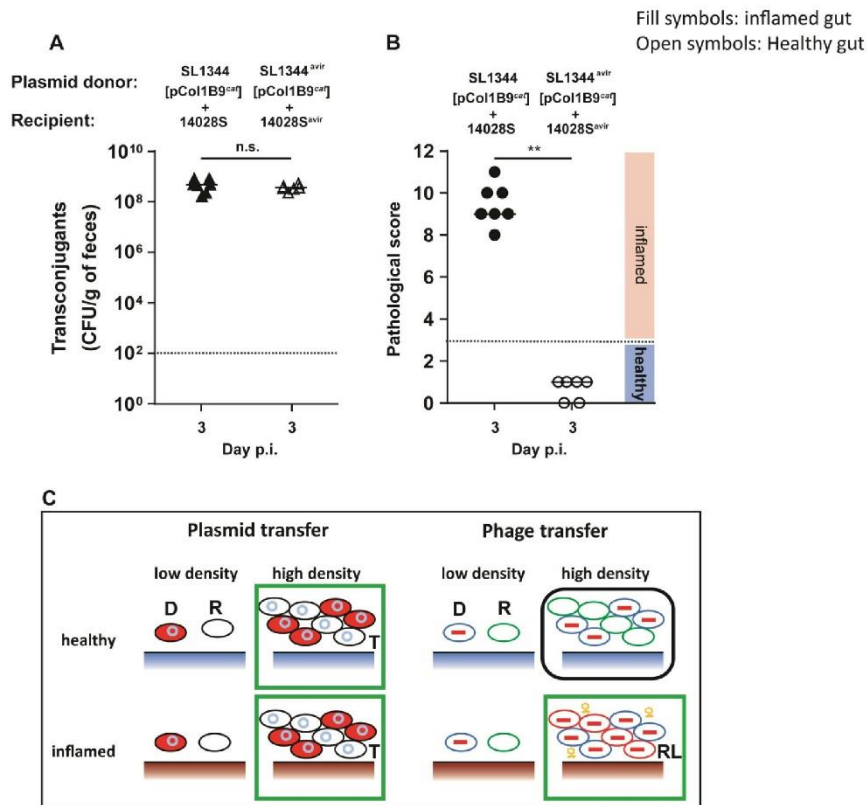 Fill symbols: inflamed gut
Open symbols: Healthy gut
A
B
Plasmid donor:
Recipient:
SL1344
[pCol1B9cat]
+
14028S
SL1344avir
[pCol1B9cat]
+
14028Savir
SL1344
[pCol1B9cat]
+
14028S
SL1344avir
[pCol1B9cat]
+
14028Savir
n.s.
Transconjugants
(CFU/g of feces)
10^10
10^8
10^6
10^4
10^2
10^0
3
3
Day p.i.
**
Pathological score
12
10
8
6
4
2
0
3
3
Day p.i.
inflamed
healthy
C
Plasmid transfer
Phage transfer
low density
high density
low density
high density
healthy
D R
T
D R
inflamed
T
RL